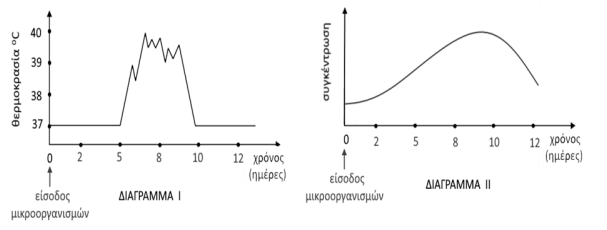 θερμοκρασία °C
40
39
38
37
0 2 5 8 10 12 χρόνος
(ημέρες)
είσοδος
μικροοργανισμών
ΔΙΑΓΡΑΜΜΑ Ι
συγκέντρωση
0 2 5 8 10 12 χρόνος
(ημέρες)
είσοδος
μικροοργανισμών
ΔΙΑΓΡΑΜΜΑ ΙΙ